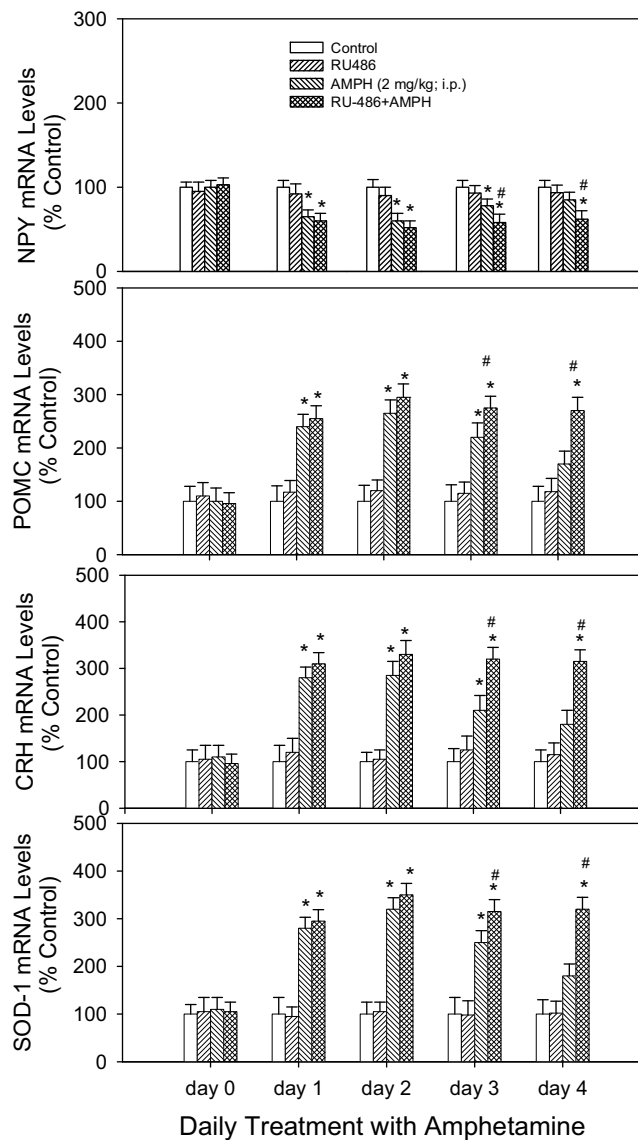 300
200
100
0
NPY mRNA Levels
(% Control)
Control
RU486
AMPH (2 mg/kg; i.p.)
RU-486+AMPH
* * * * * # * # *
500
400
300
200
100
0
POMC mRNA Levels
(% Control)
* * * * * # * # *
500
400
300
200
100
0
CRH mRNA Levels
(% Control)
* * * * * # * # *
500
400
300
200
100
0
SOD-1 mRNA Levels
(% Control)
* * * * * # * # *
day 0 day 1 day 2 day 3 day 4
Daily Treatment with Amphetamine